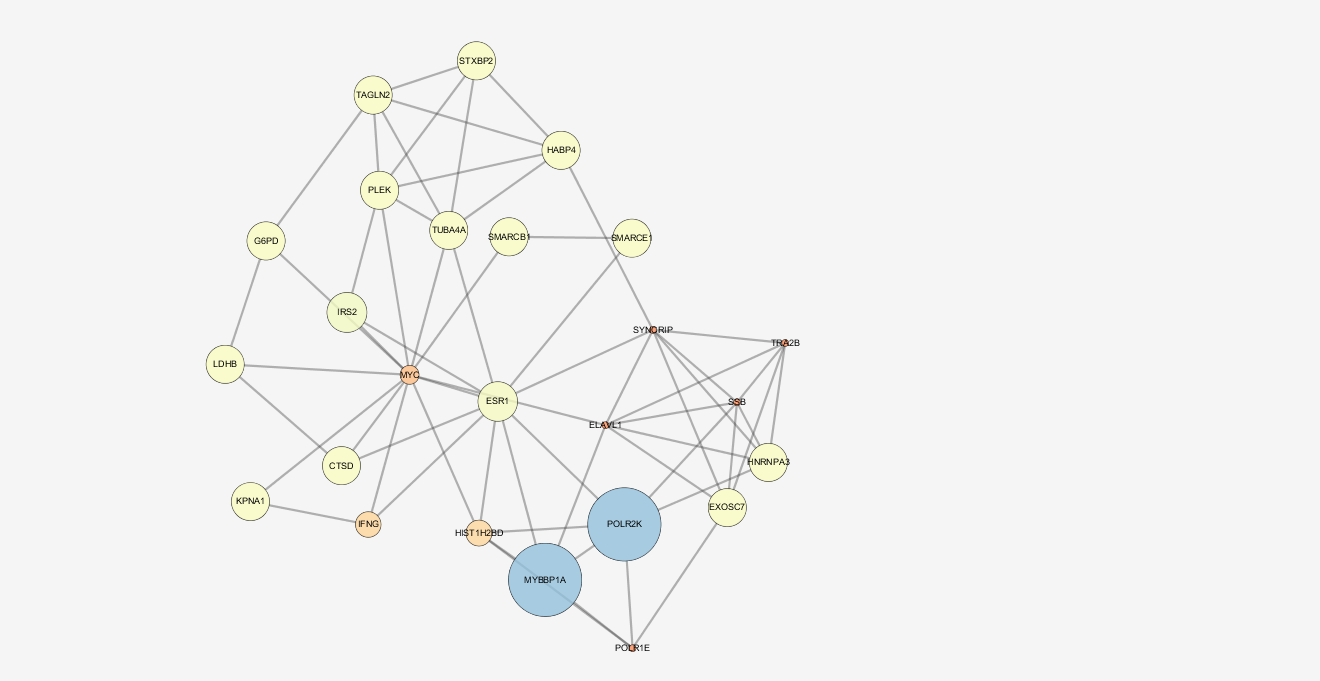 STXBP2
TAGLN2
HABP4
PLEK
TUBA4A
SMARCB1
SMARCE1
G6PD
IRS2
SYNCRIP
TRA2B
LDHB
MYC
ESR1
SSB
ELAVL1
CTSD
HNRNPA3
KPNA1
EXOSC7
IFNG
POLR2K
HIST1H2BD
MYBBP1A
POLR1E